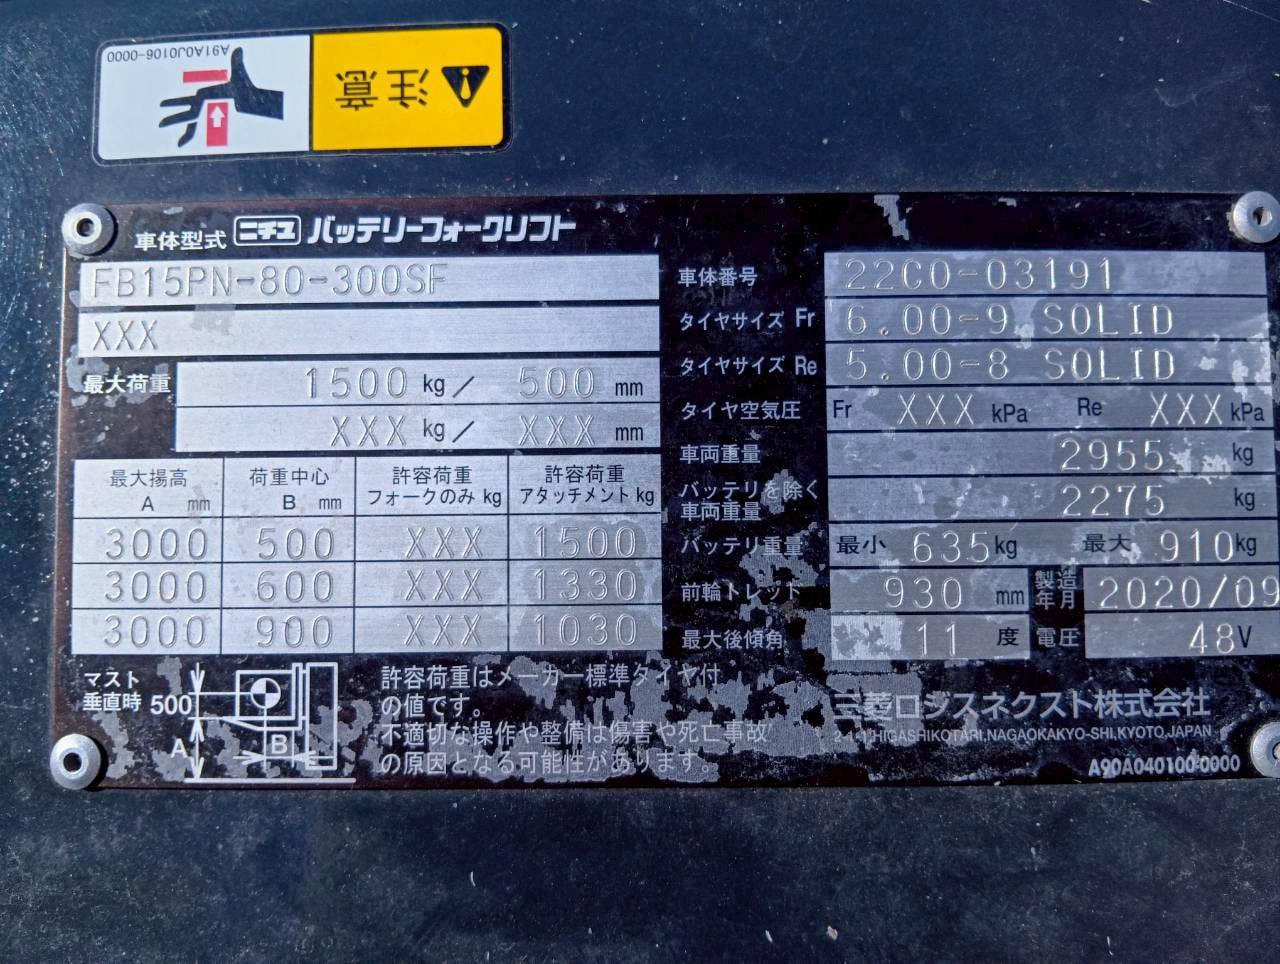 A91A0J0106-0000
注意
車体型式 ニチユ バッテリーフォークリフト
FB15PN-80-300SF
XXX
最大荷重 1500 kg / 500 mm
XXX kg / XXX mm
最大揚高 A mm 荷重中心 B mm 許容荷重 フォークのみ kg 許容荷重 アタッチメント kg
3000 500 XXX 1500
3000 600 XXX 1330
3000 900 XXX 1030
マスト
垂直時 500
A
B
許容荷重はメーカー標準タイヤ付
の値です。
不適切な操作や整備は傷害や死亡事故
の原因となる可能性があります。
車体番号 22C0-03191
タイヤサイズ Fr 6.00-9 SOLID
タイヤサイズ Re 5.00-8 SOLID
タイヤ空気圧 Fr XXX kPa Re XXX kPa
車両重量 2955 kg
バッテリを除く
車両重量 2275 kg
バッテリ重量 最小 635 kg 最大 910 kg
前輪トレッド 930 mm 製造年月 2020/09
最大後傾角 11 度 電圧 48 V
三菱ロジスネクスト株式会社
2-1-1,HIGASHIKOTARI,NAGAOKAKYO-SHI,KYOTO,JAPAN
A90A040100-0000